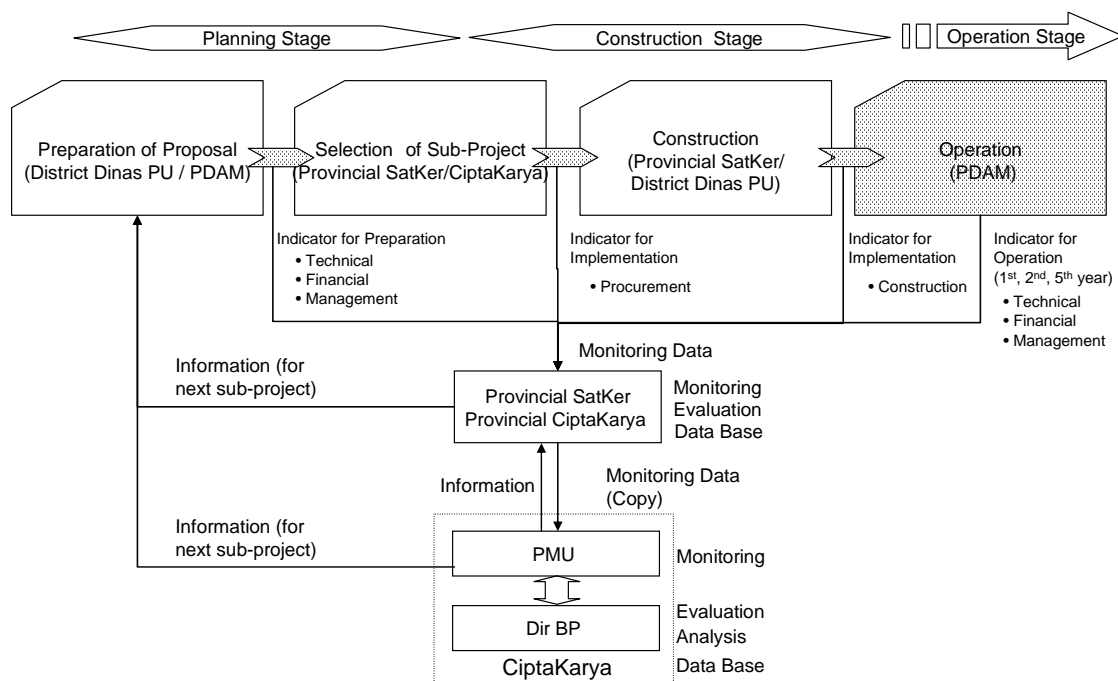 Planning Stage
Construction Stage
Operation Stage
Preparation of Proposal
(District Dinas PU / PDAM)
Selection of Sub-Project
(Provincial SatKer/CiptaKarya)
Construction
(Provincial SatKer/
District Dinas PU)
Operation
(PDAM)
Indicator for Preparation
• Technical
• Financial
• Management
Indicator for
Implementation
• Procurement
Indicator for
Implementation
• Construction
Indicator for
Operation
(1st, 2nd, 5th year)
• Technical
• Financial
• Management
Monitoring Data
Information (for
next sub-project)
Provincial SatKer
Provincial CiptaKarya
Monitoring
Evaluation
Data Base
Information
Monitoring Data
(Copy)
Information (for
next sub-project)
PMU
Monitoring
Dir BP
Evaluation
Analysis
Data Base
CiptaKarya